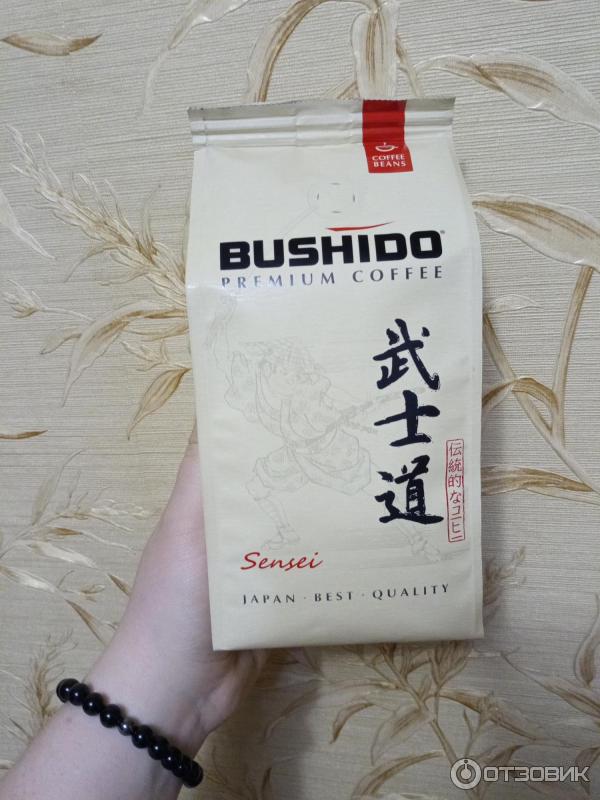 COFFEE
BEANS
BUSHIDO®
PREMIUM COFFEE
武士道
伝統的なコーヒー
Sensei
JAPAN · BEST · QUALITY
ОТЗОВИК